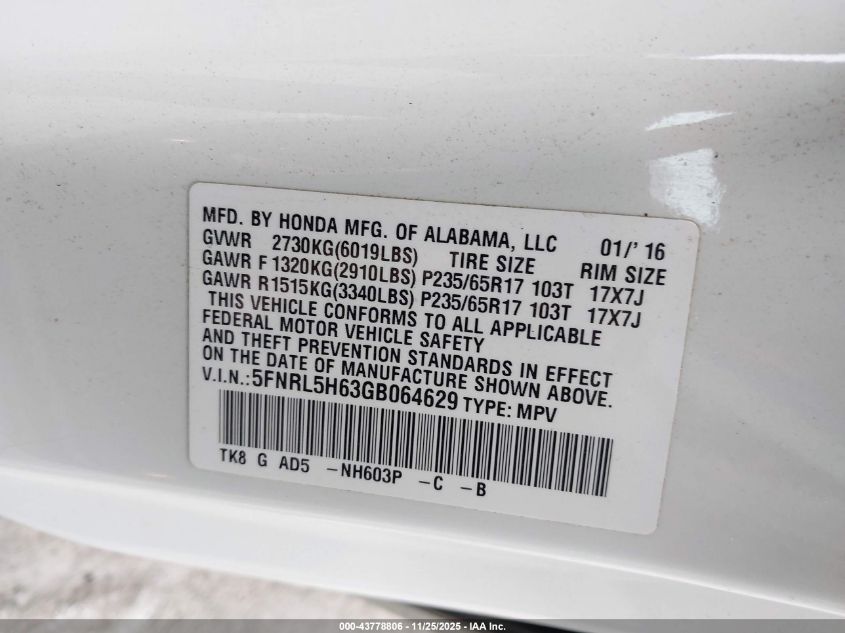 MFD. BY HONDA MFG. OF ALABAMA, LLC 01/'16
GVWR 2730KG(6019LBS) TIRE SIZE RIM SIZE
GAWR F 1320KG(2910LBS) P235/65R17 103T 17X7J
GAWR R1515KG(3340LBS) P235/65R17 103T 17X7J
THIS VEHICLE CONFORMS TO ALL APPLICABLE
FEDERAL MOTOR VEHICLE SAFETY
AND THEFT PREVENTION STANDARDS IN EFFECT
ON THE DATE OF MANUFACTURE SHOWN ABOVE.
V.I.N.:5FNRL5H63GB064629 TYPE: MPV
TK8 G AD5 -NH603P -C -B
000-43778806 - 11/25/2025 - IAA Inc.